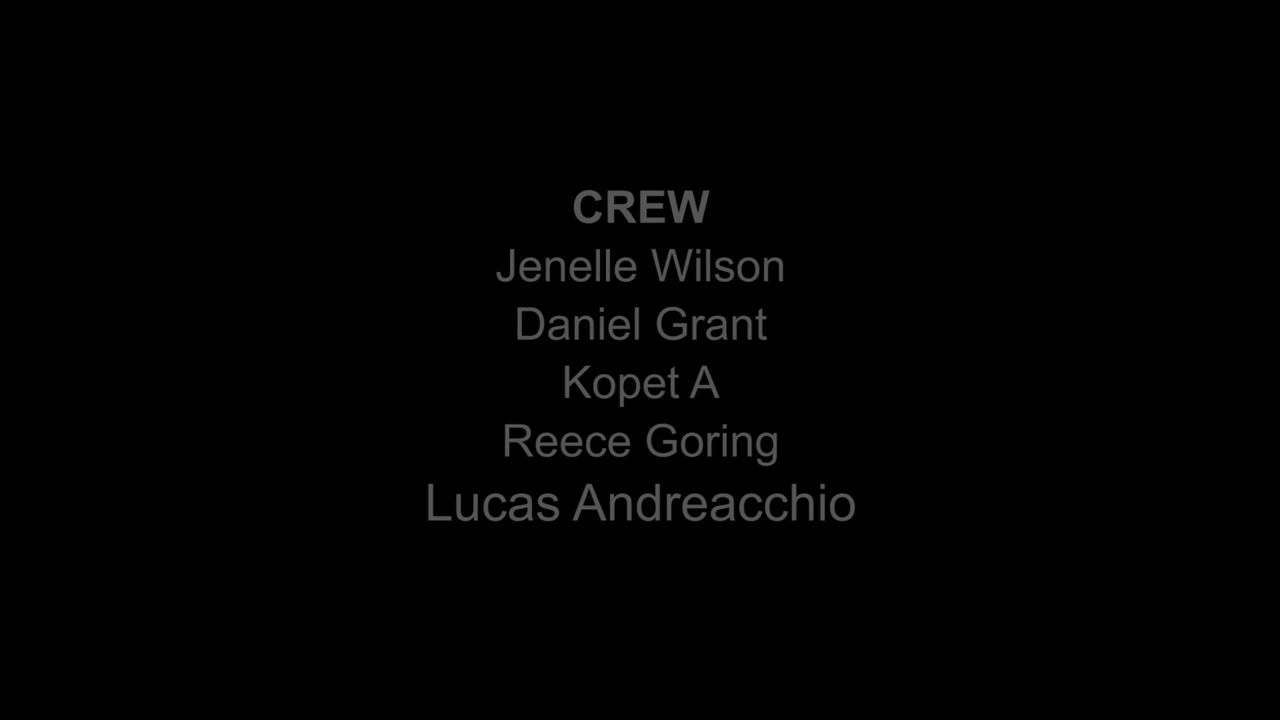 CREW
Jenelle Wilson
Daniel Grant
Kopet A
Reece Goring
Lucas Andreacchio